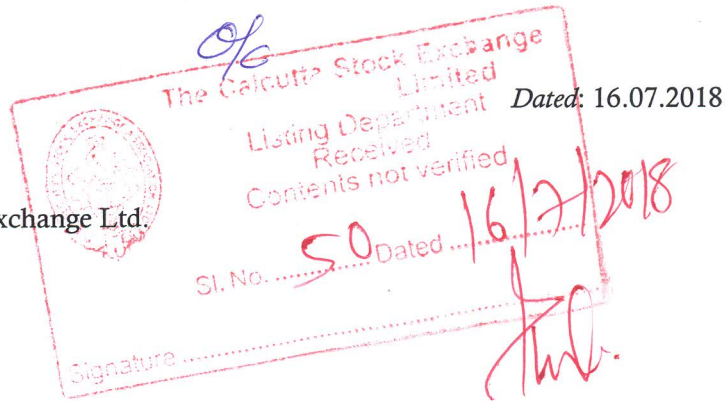 O/C
The Calcutta Stock Exchange
Limited
Dated: 16.07.2018
Listing Department
Received
Contents not verified
xchange Ltd.
Sl. No. .......50 Dated ....16/7/2018
Signature ....